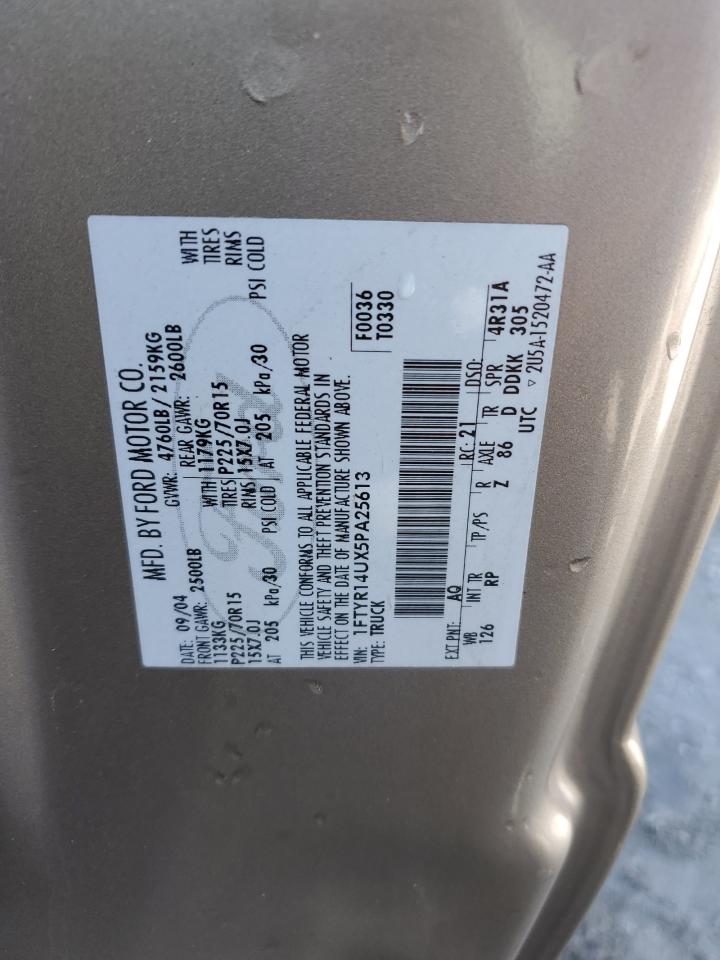 MFD. BY FORD MOTOR CO.
DATE: 09/04 GVWR: 4760LB/ 2159KG
FRONT GAWR: 2500LB REAR GAWR: 2600LB
1133KG WITH 1179KG WITH
P225/70R15 TIRES P225/70R15 TIRES
15X7.0J RIMS 15X7.0J RIMS
AT 205 kPa/30 PSI COLD AT 205 kPa/30 PSI COLD
Ford
THIS VEHICLE CONFORMS TO ALL APPLICABLE FEDERAL MOTOR
VEHICLE SAFETY AND THEFT PREVENTION STANDARDS IN
EFFECT ON THE DATE OF MANUFACTURE SHOWN ABOVE.
VIN: 1FTYR14UX5PA25613 F0036
TYPE: TRUCK T0330
EXT PNT: AQ RC: 21 DSO:
WB INT TR TP/PS R AXLE TR SPR 4R31A
126 RP Z 86 D DDKK 305
UTC ▽ 2U5A-1520472-AA